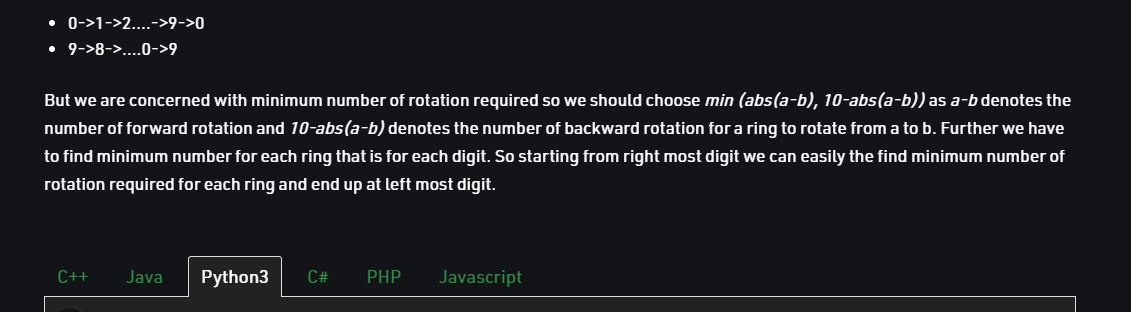 • 0->1->2....->9->0
• 9->8->....0->9
But we are concerned with minimum number of rotation required so we should choose min (abs(a-b), 10-abs(a-b)) as a-b denotes the
number of forward rotation and 10-abs(a-b) denotes the number of backward rotation for a ring to rotate from a to b. Further we have
to find minimum number for each ring that is for each digit. So starting from right most digit we can easily the find minimum number of
rotation required for each ring and end up at left most digit.
C++ Java Python3 C# PHP Javascript